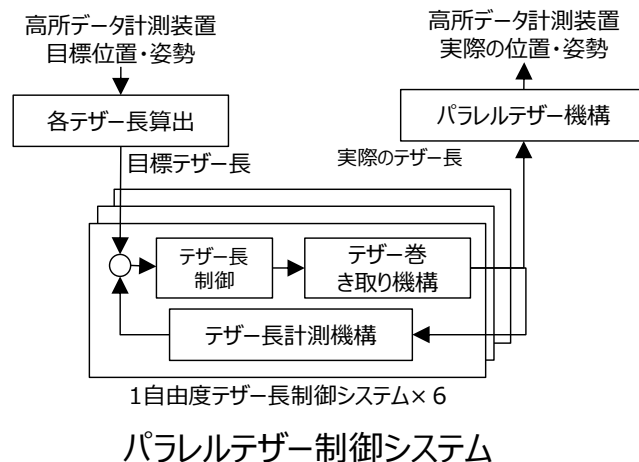 高所データ計測装置
目標位置・姿勢
高所データ計測装置
実際の位置・姿勢
各テザー長算出
パラレルテザー機構
目標テザー長
実際のテザー長
テザー長
制御
テザー巻
き取り機構
テザー長計測機構
1自由度テザー長制御システム×6
パラレルテザー制御システム